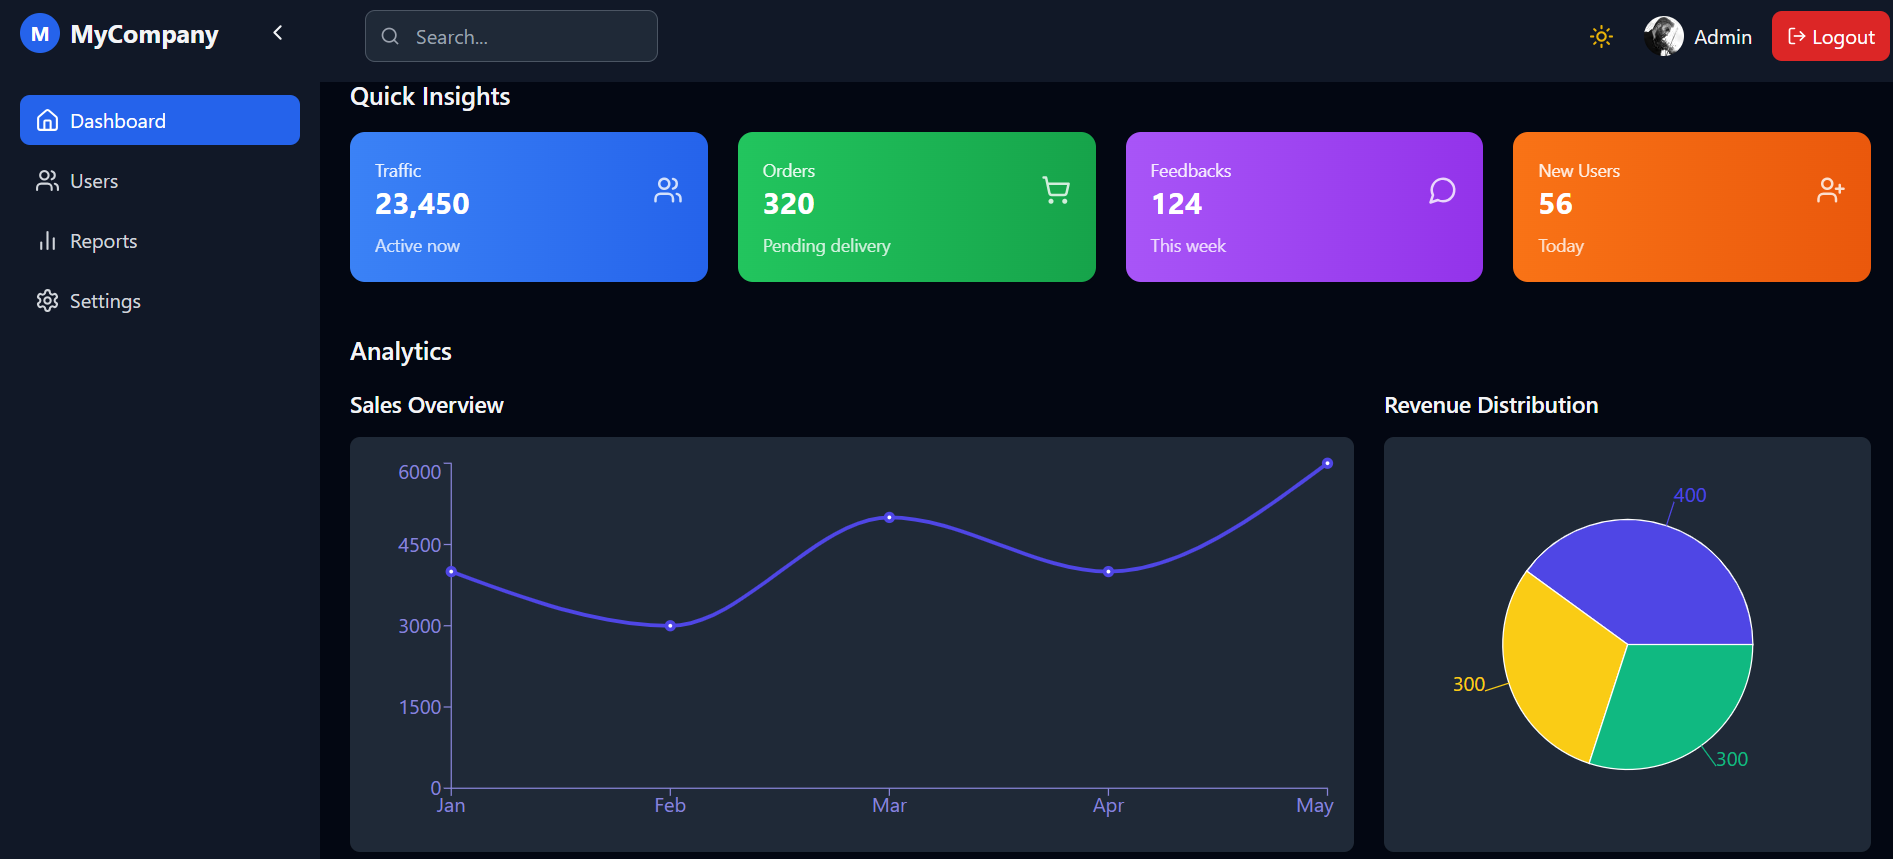 M MyCompany
Search...
Admin
Logout
Dashboard
Users
Reports
Settings
Quick Insights
Traffic
23,450
Active now
Orders
320
Pending delivery
Feedbacks
124
This week
New Users
56
Today
Analytics
Sales Overview
6000
4500
3000
1500
0
Jan Feb Mar Apr May
Revenue Distribution
400
300
300